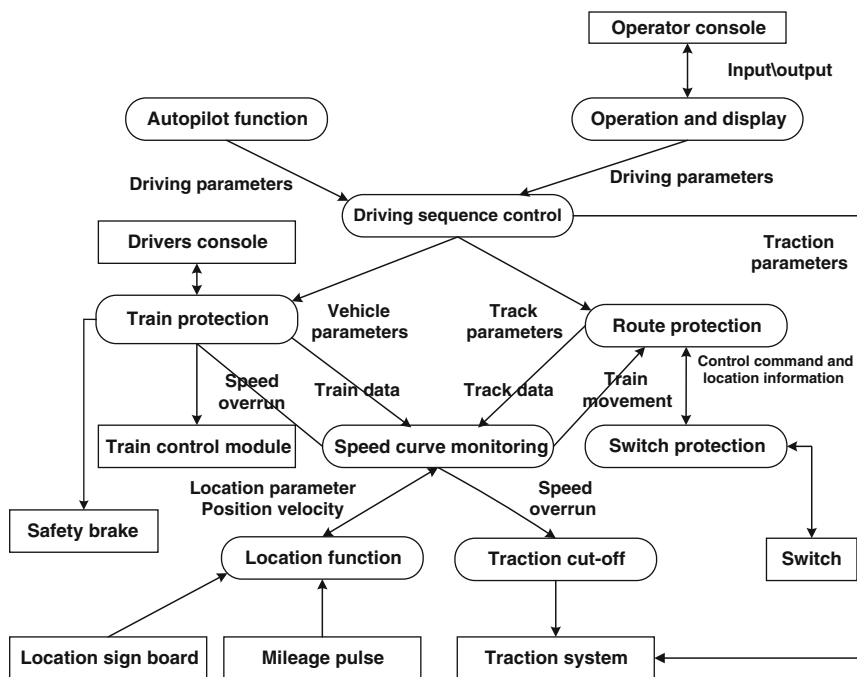 Operator console
Input\output
Autopilot function
Operation and display
Driving parameters
Driving parameters
Driving sequence control
Drivers console
Traction
parameters
Train protection
Vehicle
parameters
Track
parameters
Route protection
Speed
overrun
Train data
Track data
Train
movement
Control command and
location information
Train control module
Speed curve monitoring
Switch protection
Location parameter
Position velocity
Speed
overrun
Safety brake
Location function
Traction cut-off
Switch
Location sign board
Mileage pulse
Traction system